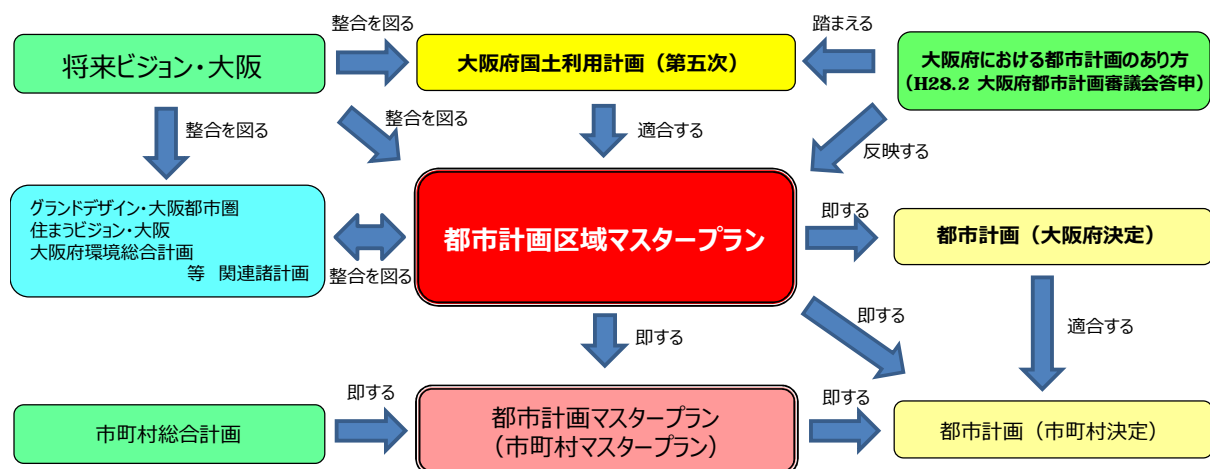 整合を図る
踏まえる
将来ビジョン・大阪
大阪府国土利用計画（第五次）
大阪府における都市計画のあり方
（H28.2 大阪府都市計画審議会答申）
整合を図る
整合を図る
適合する
反映する
グランドデザイン・大阪都市圏
住まうビジョン・大阪
大阪府環境総合計画
等　関連諸計画
整合を図る
都市計画区域マスタープラン
即する
都市計画（大阪府決定）
即する
即する
適合する
市町村総合計画
即する
都市計画マスタープラン
（市町村マスタープラン）
即する
都市計画（市町村決定）